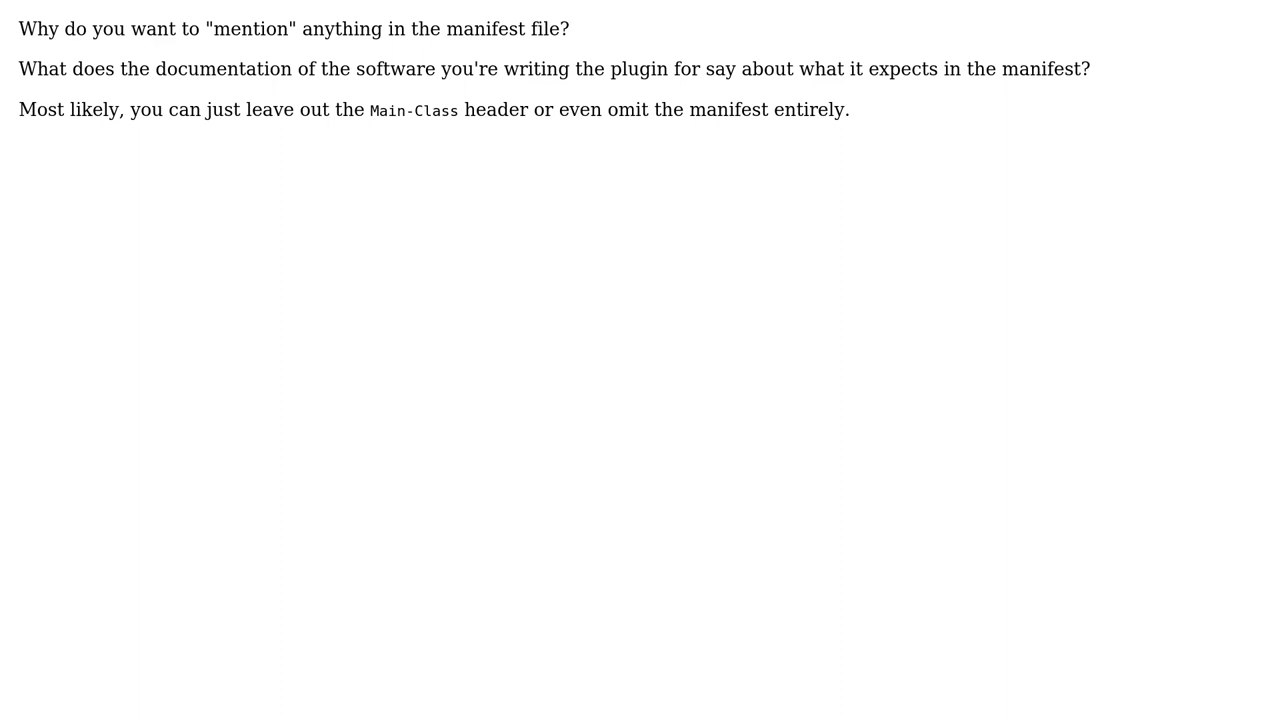 Why do you want to "mention" anything in the manifest file?
What does the documentation of the software you're writing the plugin for say about what it expects in the manifest?
Most likely, you can just leave out the Main-Class header or even omit the manifest entirely.